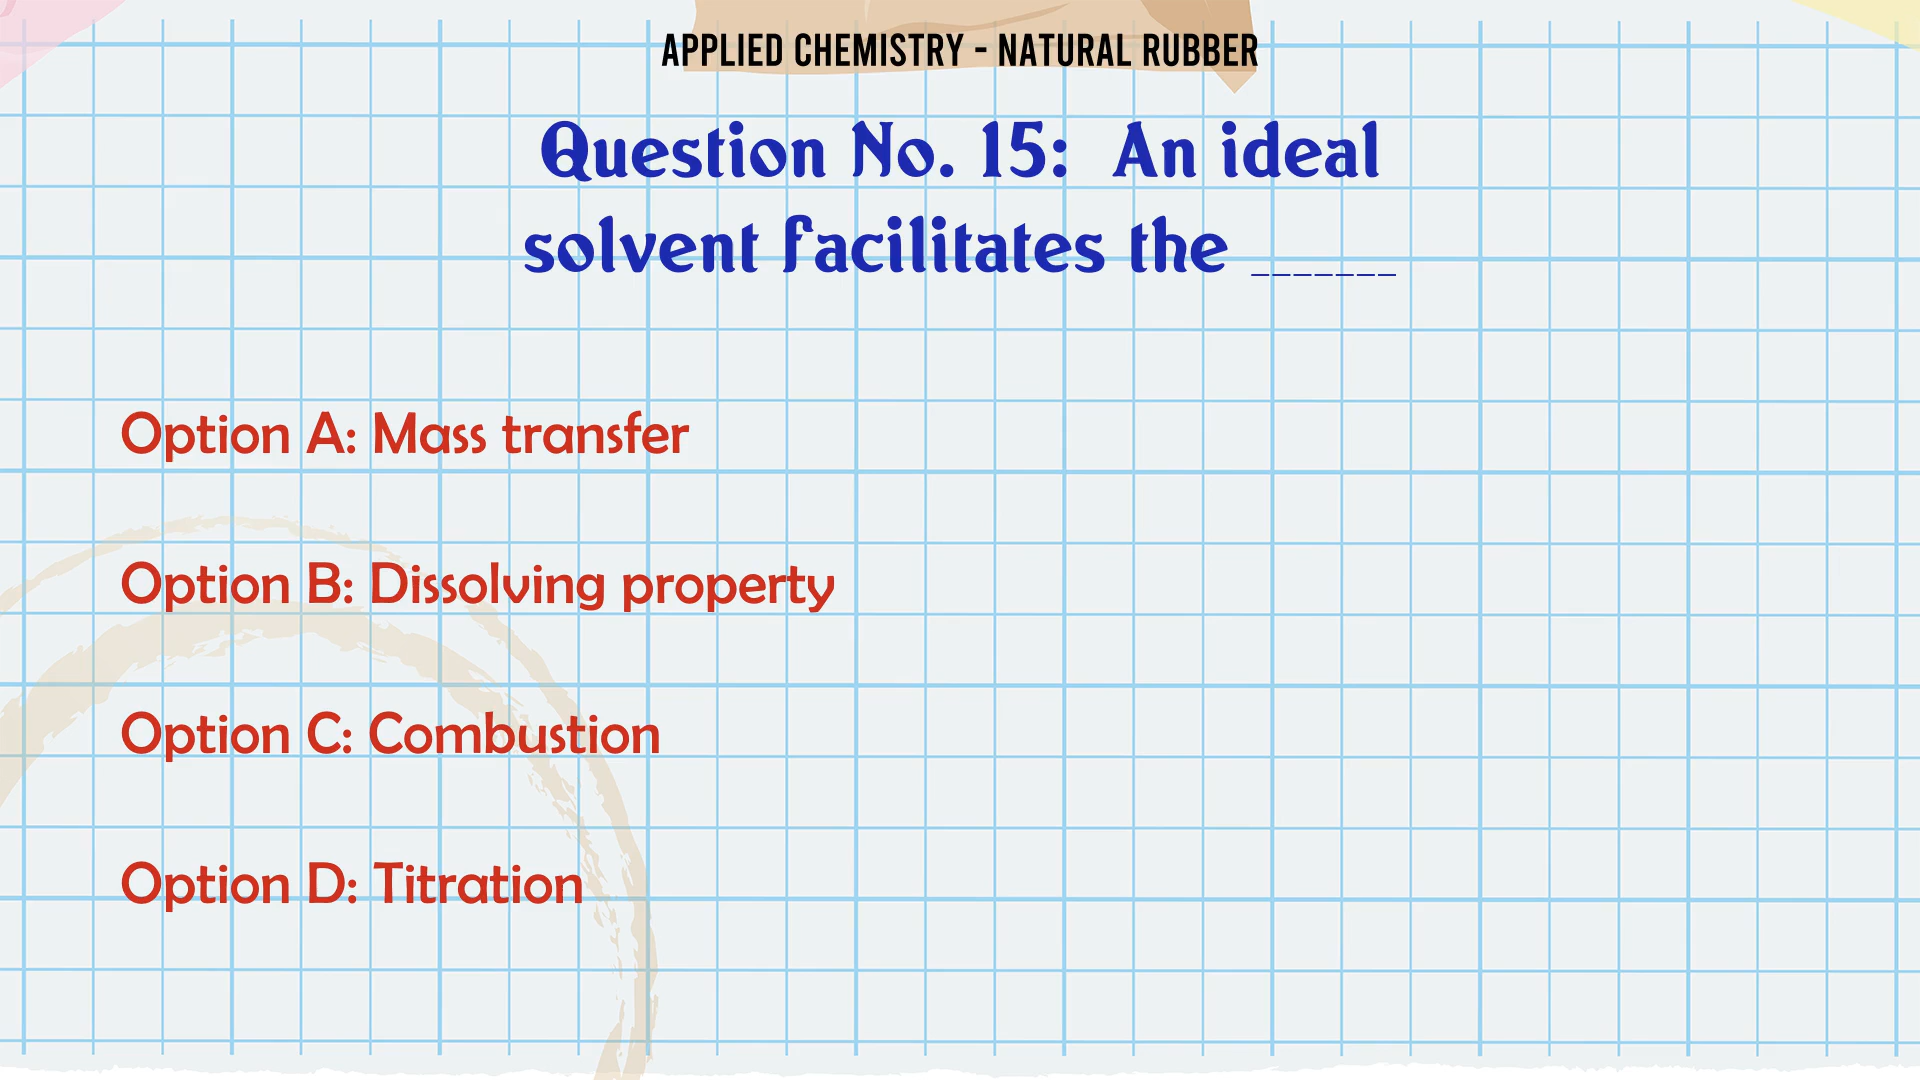 APPLIED CHEMISTRY - NATURAL RUBBER
Question No. 15: An ideal
solvent facilitates the _______
Option A: Mass transfer
Option B: Dissolving property
Option C: Combustion
Option D: Titration